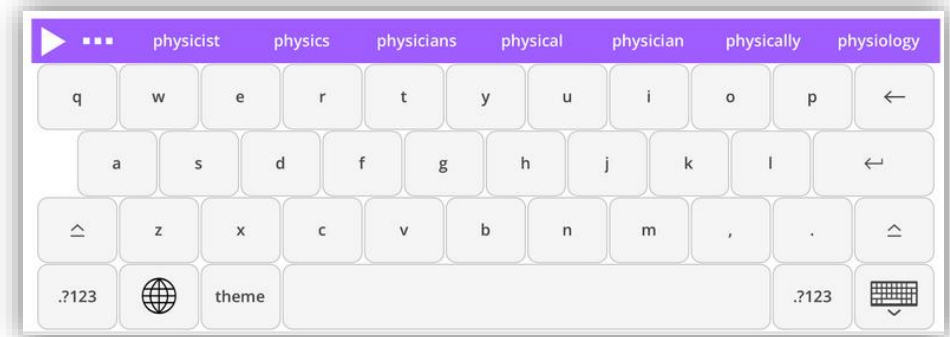 physicist physics physicians physical physician physically physiology
q w e r t y u i o p
a s d f g h j k l
z x c v b n m , .
.?123 theme .?123